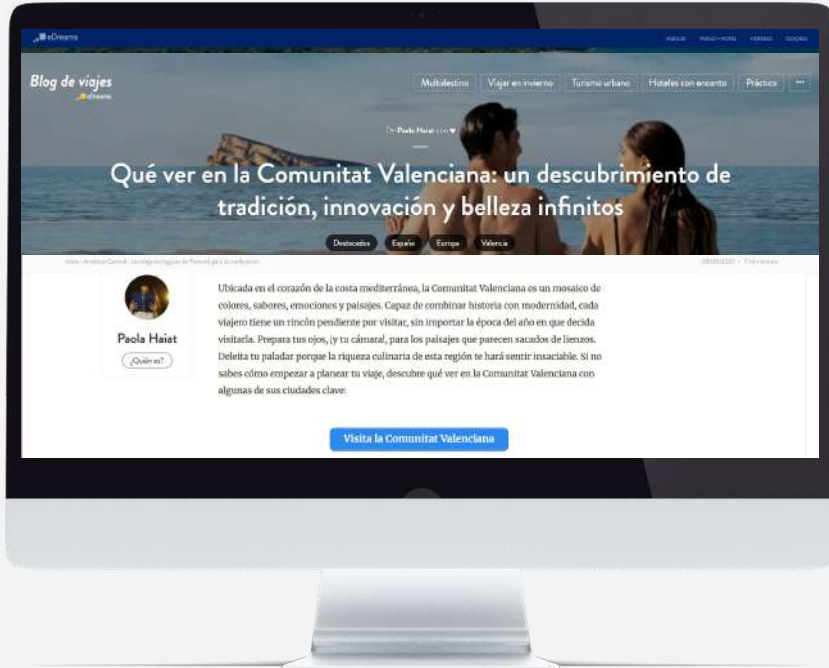 eDreams
Blog de viajes
eDreams
Multidestino Viajar en invierno Turismo urbano Hoteles con encanto Práctica ···
De Paola Haiat con ♥
Qué ver en la Comunitat Valenciana: un descubrimiento de
tradición, innovación y belleza infinitos
Destacados España Europa Valencia
Paola Haiat
¿Quién es?
Ubicada en el corazón de la costa mediterránea, la Comunitat Valenciana es un mosaico de
colores, sabores, emociones y paisajes. Capaz de combinar historia con modernidad, cada
viajero tiene un rincón pendiente por visitar, sin importar la época del año en que decida
visitarla. Prepara tus ojos, ¡y tu cámara!, para los paisajes que parecen sacados de lienzos.
Deleita tu paladar porque la riqueza culinaria de esta región te hará sentir insaciable. Si no
sabes cómo empezar a planear tu viaje, descubre qué ver en la Comunitat Valenciana con
algunas de sus ciudades clave:
Visita la Comunitat Valenciana